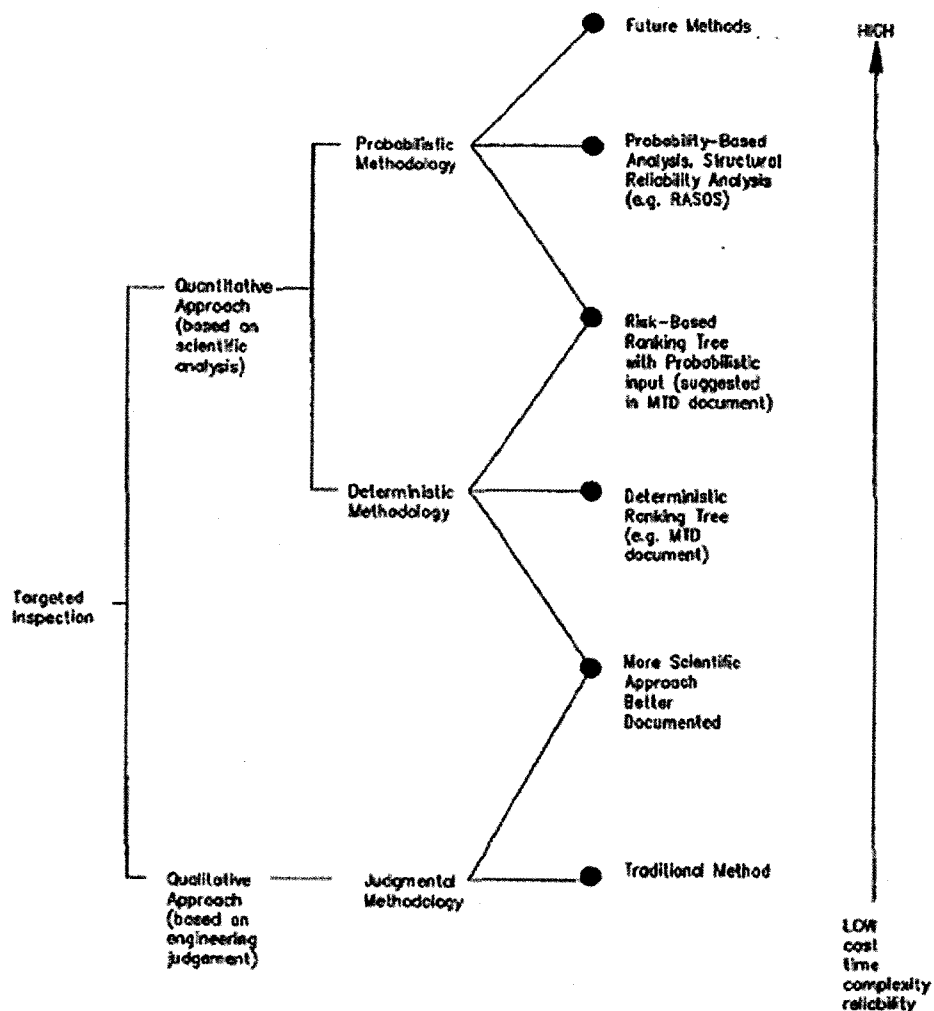 Future Methods
HIGH
Probabilistic
Methodology
Probability-Based
Analysis, Structural
Reliability Analysis
(e.g. RASOS)
Quantitative
Approach
(based on
scientific
analysis)
Risk-Based
Ranking Tree
with Probabilistic
input (suggested
in MTD document)
Deterministic
Methodology
Deterministic
Ranking Tree
(e.g. MTD
document)
Targeted
Inspection
More Scientific
Approach
Better
Documented
Qualitative
Approach
(based on
engineering
judgement)
Judgmental
Methodology
Traditional Method
LOW
cost
time
complexity
reliability